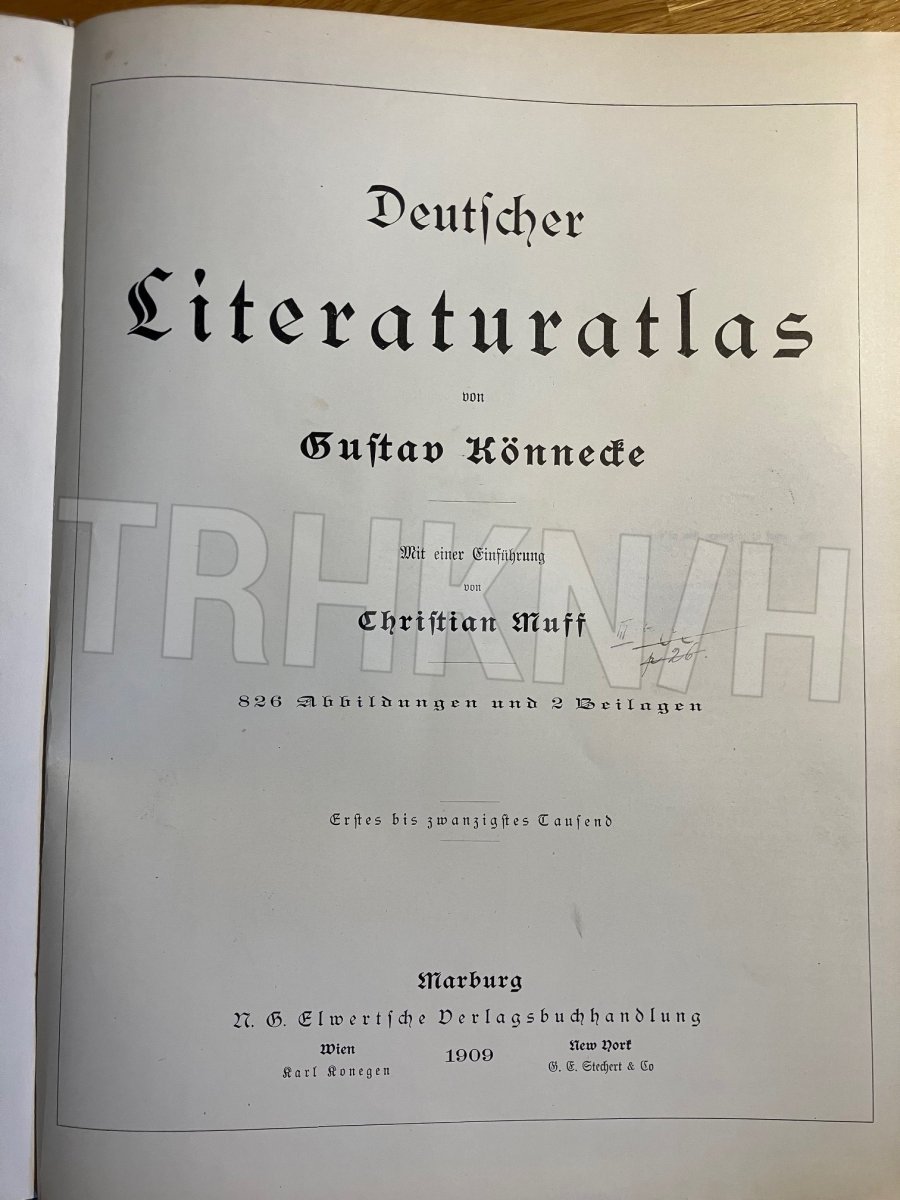 Deutscher
Literaturatlas
von
Gustav Könnecke
Mit einer Einführung
von
Christian Muff
826 Abbildungen und 2 Beilagen
Erstes bis zwanzigstes Tausend
Marburg
N. G. Elwertsche Verlagsbuchhandlung
Wien
Karl Konegen
1909
New York
G. E. Stechert & Co
TRHKN/H